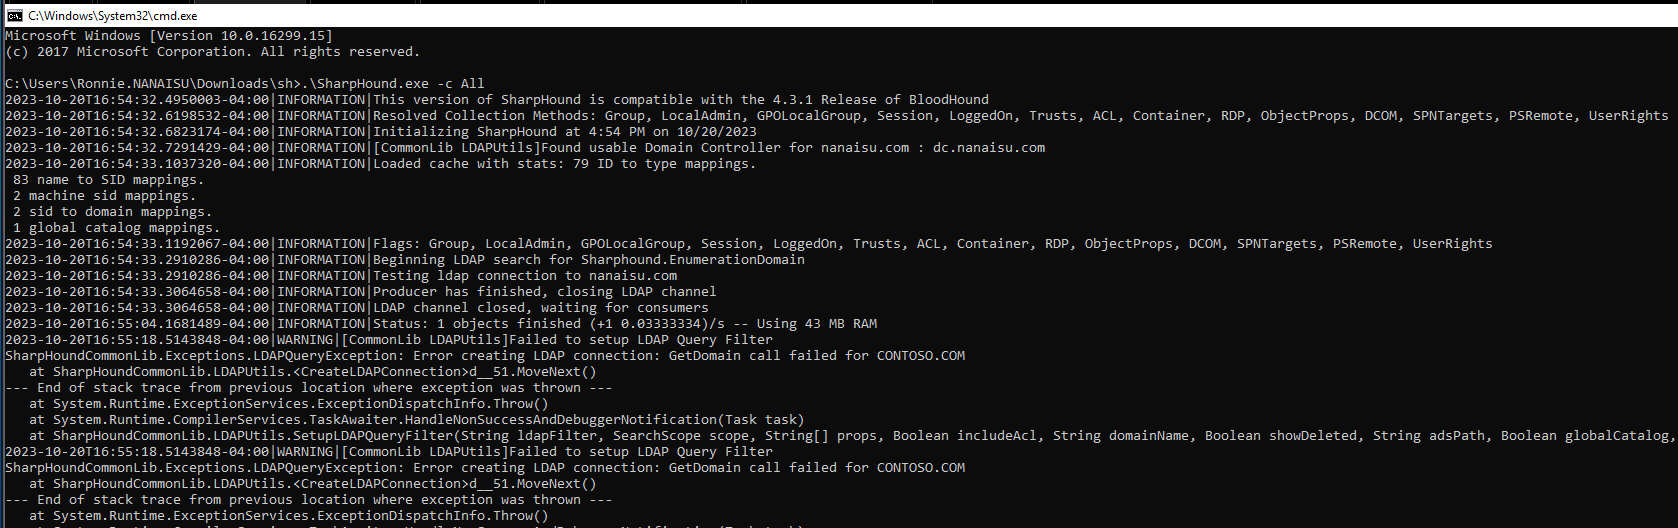 C:\Windows\System32\cmd.exe
Microsoft Windows [Version 10.0.16299.15]
(c) 2017 Microsoft Corporation. All rights reserved.
C:\Users\Ronnie.NANAISU\Downloads\sh>.\SharpHound.exe -c All
2023-10-20T16:54:32.4950003-04:00|INFORMATION|This version of SharpHound is compatible with the 4.3.1 Release of BloodHound
2023-10-20T16:54:32.6198532-04:00|INFORMATION|Resolved Collection Methods: Group, LocalAdmin, GPOLocalGroup, Session, LoggedOn, Trusts, ACL, Container, RDP, ObjectProps, DCOM, SPNTargets, PSRemote, UserRights
2023-10-20T16:54:32.6823174-04:00|INFORMATION|Initializing SharpHound at 4:54 PM on 10/20/2023
2023-10-20T16:54:32.7291429-04:00|INFORMATION|[CommonLib LDAPUtils]Found usable Domain Controller for nanaisu.com : dc.nanaisu.com
2023-10-20T16:54:33.1037320-04:00|INFORMATION|Loaded cache with stats: 79 ID to type mappings.
83 name to SID mappings.
2 machine sid mappings.
2 sid to domain mappings.
1 global catalog mappings.
2023-10-20T16:54:33.1192067-04:00|INFORMATION|Flags: Group, LocalAdmin, GPOLocalGroup, Session, LoggedOn, Trusts, ACL, Container, RDP, ObjectProps, DCOM, SPNTargets, PSRemote, UserRights
2023-10-20T16:54:33.2910286-04:00|INFORMATION|Beginning LDAP search for Sharphound.EnumerationDomain
2023-10-20T16:54:33.2910286-04:00|INFORMATION|Testing ldap connection to nanaisu.com
2023-10-20T16:54:33.3064658-04:00|INFORMATION|Producer has finished, closing LDAP channel
2023-10-20T16:54:33.3064658-04:00|INFORMATION|LDAP channel closed, waiting for consumers
2023-10-20T16:55:04.1681489-04:00|INFORMATION|Status: 1 objects finished (+1 0.03333334)/s -- Using 43 MB RAM
2023-10-20T16:55:18.5143848-04:00|WARNING|[CommonLib LDAPUtils]Failed to setup LDAP Query Filter
SharpHoundCommonLib.Exceptions.LDAPQueryException: Error creating LDAP connection: GetDomain call failed for CONTOSO.COM
at SharpHoundCommonLib.LDAPUtils.<CreateLDAPConnection>d__51.MoveNext()
--- End of stack trace from previous location where exception was thrown ---
at System.Runtime.ExceptionServices.ExceptionDispatchInfo.Throw()
at System.Runtime.CompilerServices.TaskAwaiter.HandleNonSuccessAndDebuggerNotification(Task task)
at SharpHoundCommonLib.LDAPUtils.SetupLDAPQueryFilter(String ldapFilter, SearchScope scope, String[] props, Boolean includeAcl, String domainName, Boolean showDeleted, String adsPath, Boolean globalCatalog,
2023-10-20T16:55:18.5143848-04:00|WARNING|[CommonLib LDAPUtils]Failed to setup LDAP Query Filter
SharpHoundCommonLib.Exceptions.LDAPQueryException: Error creating LDAP connection: GetDomain call failed for CONTOSO.COM
at SharpHoundCommonLib.LDAPUtils.<CreateLDAPConnection>d__51.MoveNext()
--- End of stack trace from previous location where exception was thrown ---
at System.Runtime.ExceptionServices.ExceptionDispatchInfo.Throw()